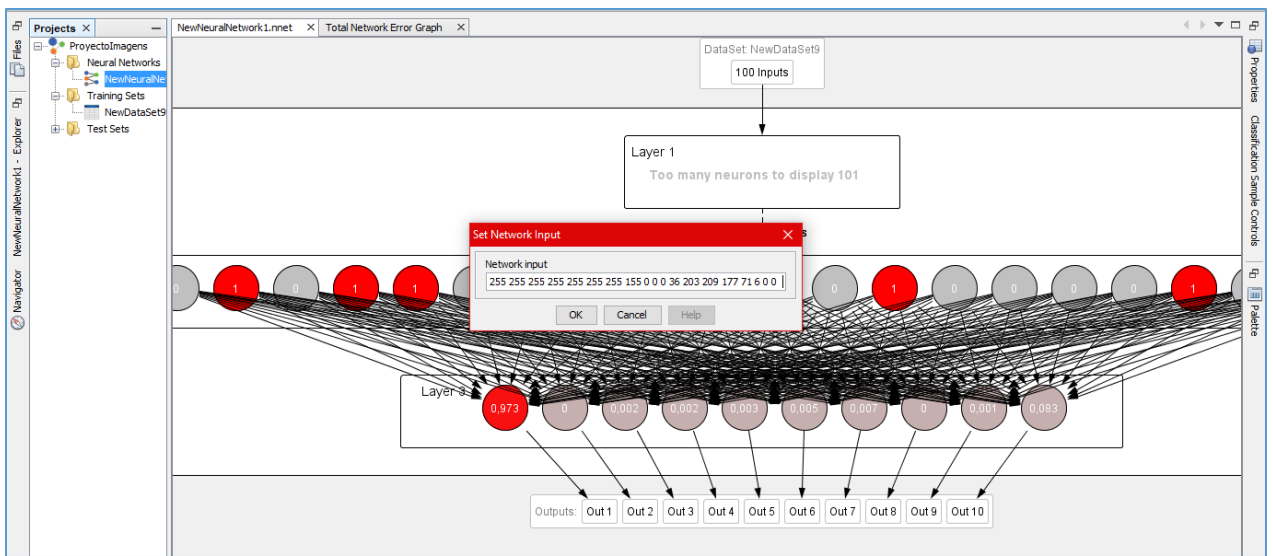 Projects
NewNeuralNetwork1.nnet
Total Network Error Graph
Files
NewNeuralNetwork1 - Explorer
Navigator
ProyectoImagens
Neural Networks
NewNeuralNe
Training Sets
NewDataSet9
Test Sets
DataSet: NewDataSet9
100 Inputs
Layer 1
Too many neurons to display 101
s
Set Network Input
Network input
255 255 255 255 255 255 255 155 0 0 0 36 203 209 177 71 6 0 0
OK Cancel Help
0 1 0 1 1 0 1 0 0 0 0 1
Layer 3
0,973 0 0,002 0,002 0,003 0,005 0,007 0 0,001 0,083
Outputs: Out 1 Out 2 Out 3 Out 4 Out 5 Out 6 Out 7 Out 8 Out 9 Out 10
Properties
Classification Sample Controls
Palette